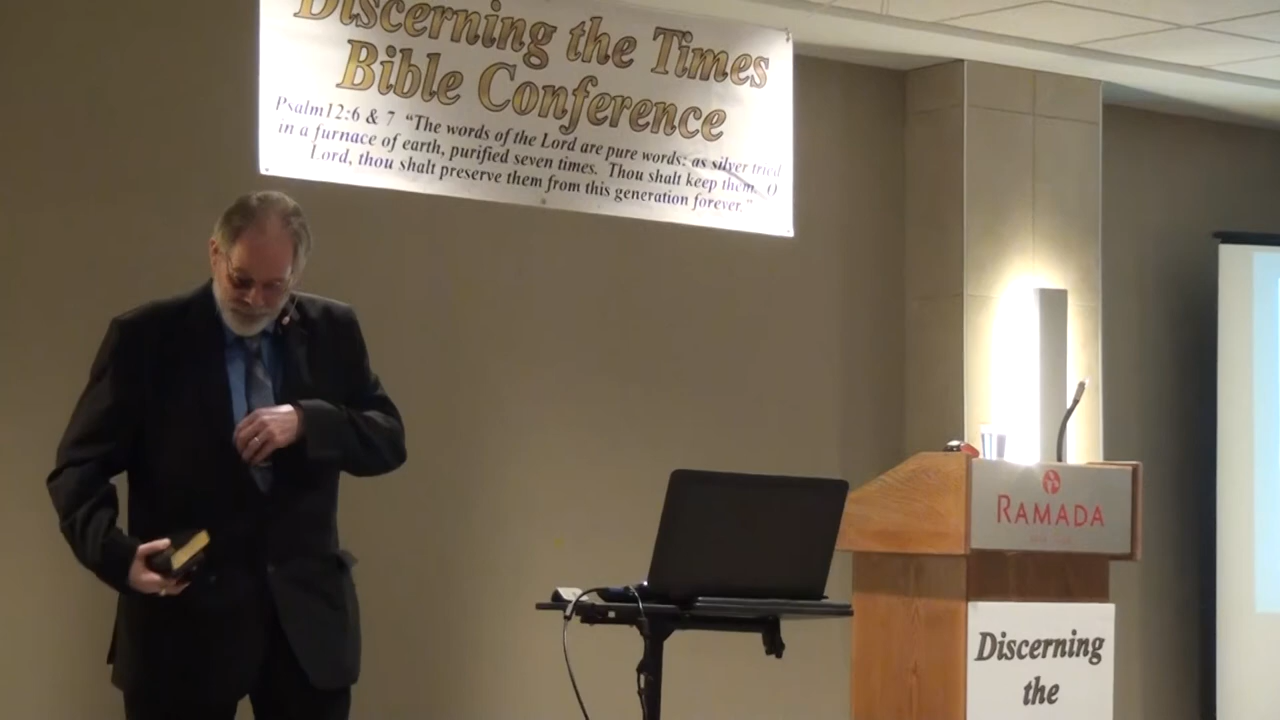 Discerning the Times
Bible Conference
Psalm12:6 & 7 “The words of the Lord are pure words: as silver tried
in a furnace of earth, purified seven times. Thou shalt keep them, O
Lord, thou shalt preserve them from this generation forever.”
RAMADA
Discerning
the